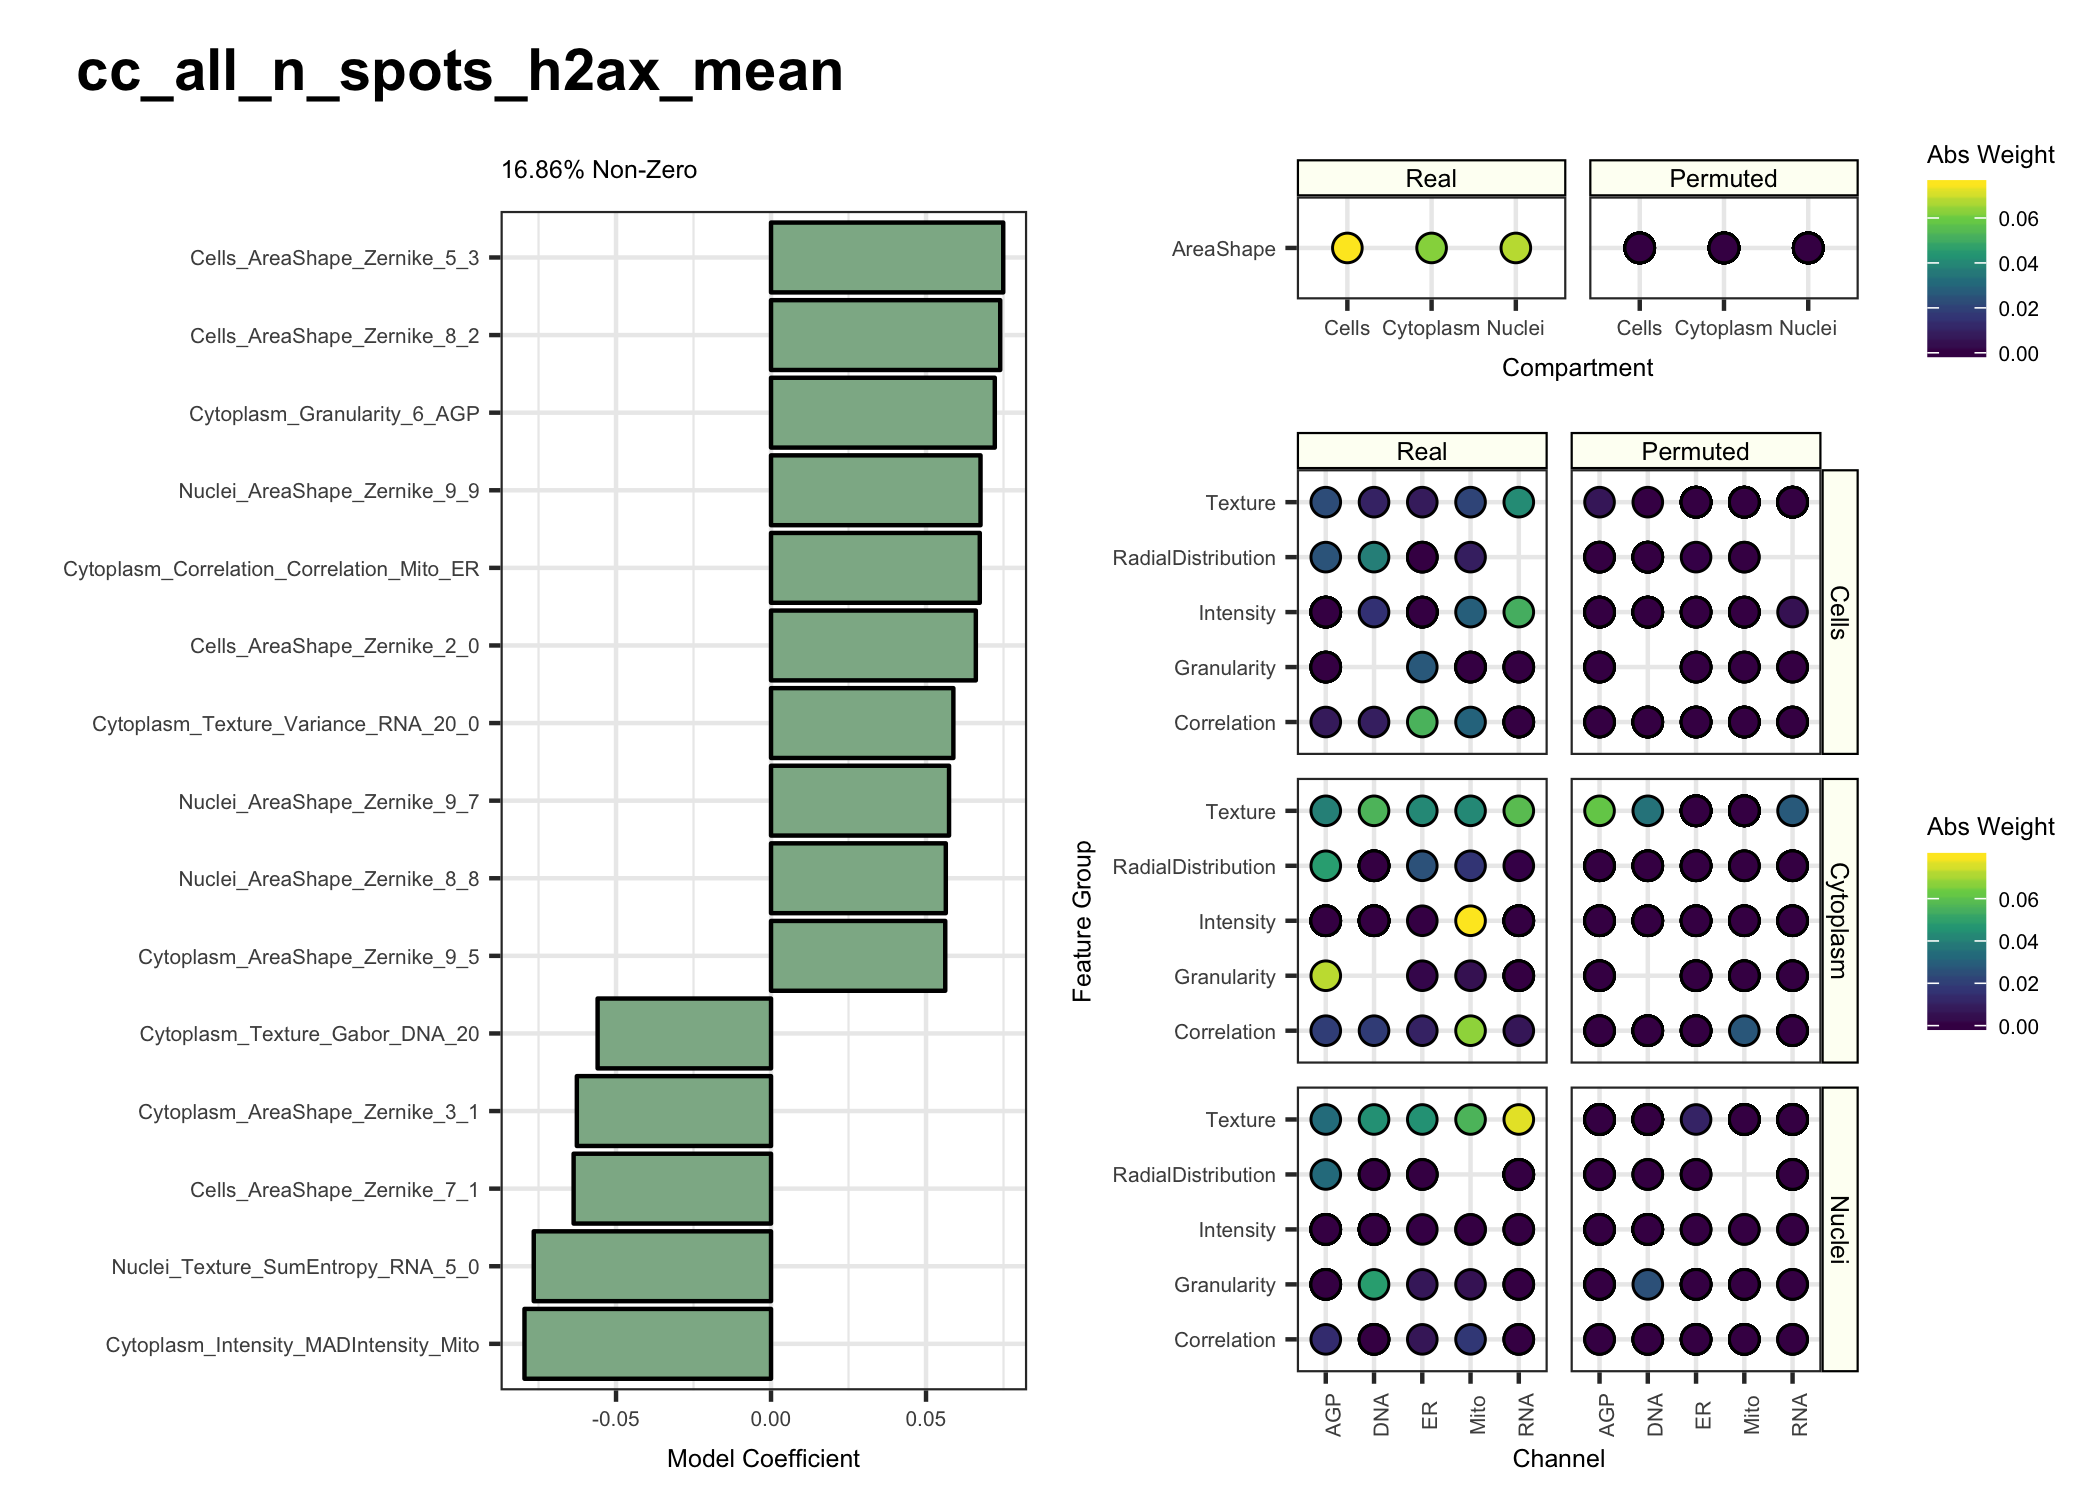 cc_all_n_spots_h2ax_mean
16.86% Non-Zero
Cells_AreaShape_Zernike_5_3
Cells_AreaShape_Zernike_8_2
Cytoplasm_Granularity_6_AGP
Nuclei_AreaShape_Zernike_9_9
Cytoplasm_Correlation_Correlation_Mito_ER
Cells_AreaShape_Zernike_2_0
Cytoplasm_Texture_Variance_RNA_20_0
Nuclei_AreaShape_Zernike_9_7
Nuclei_AreaShape_Zernike_8_8
Cytoplasm_AreaShape_Zernike_9_5
Cytoplasm_Texture_Gabor_DNA_20
Cytoplasm_AreaShape_Zernike_3_1
Cells_AreaShape_Zernike_7_1
Nuclei_Texture_SumEntropy_RNA_5_0
Cytoplasm_Intensity_MADIntensity_Mito
-0.05 0.00 0.05
Model Coefficient
Real Permuted
AreaShape
Cells Cytoplasm Nuclei Cells Cytoplasm Nuclei
Compartment
Abs Weight
0.06
0.04
0.02
0.00
Feature Group
Real Permuted
Texture
RadialDistribution
Intensity
Granularity
Correlation
Cells
Texture
RadialDistribution
Intensity
Granularity
Correlation
Cytoplasm
Texture
RadialDistribution
Intensity
Granularity
Correlation
Nuclei
AGP DNA ER Mito RNA AGP DNA ER Mito RNA
Channel
Abs Weight
0.06
0.04
0.02
0.00